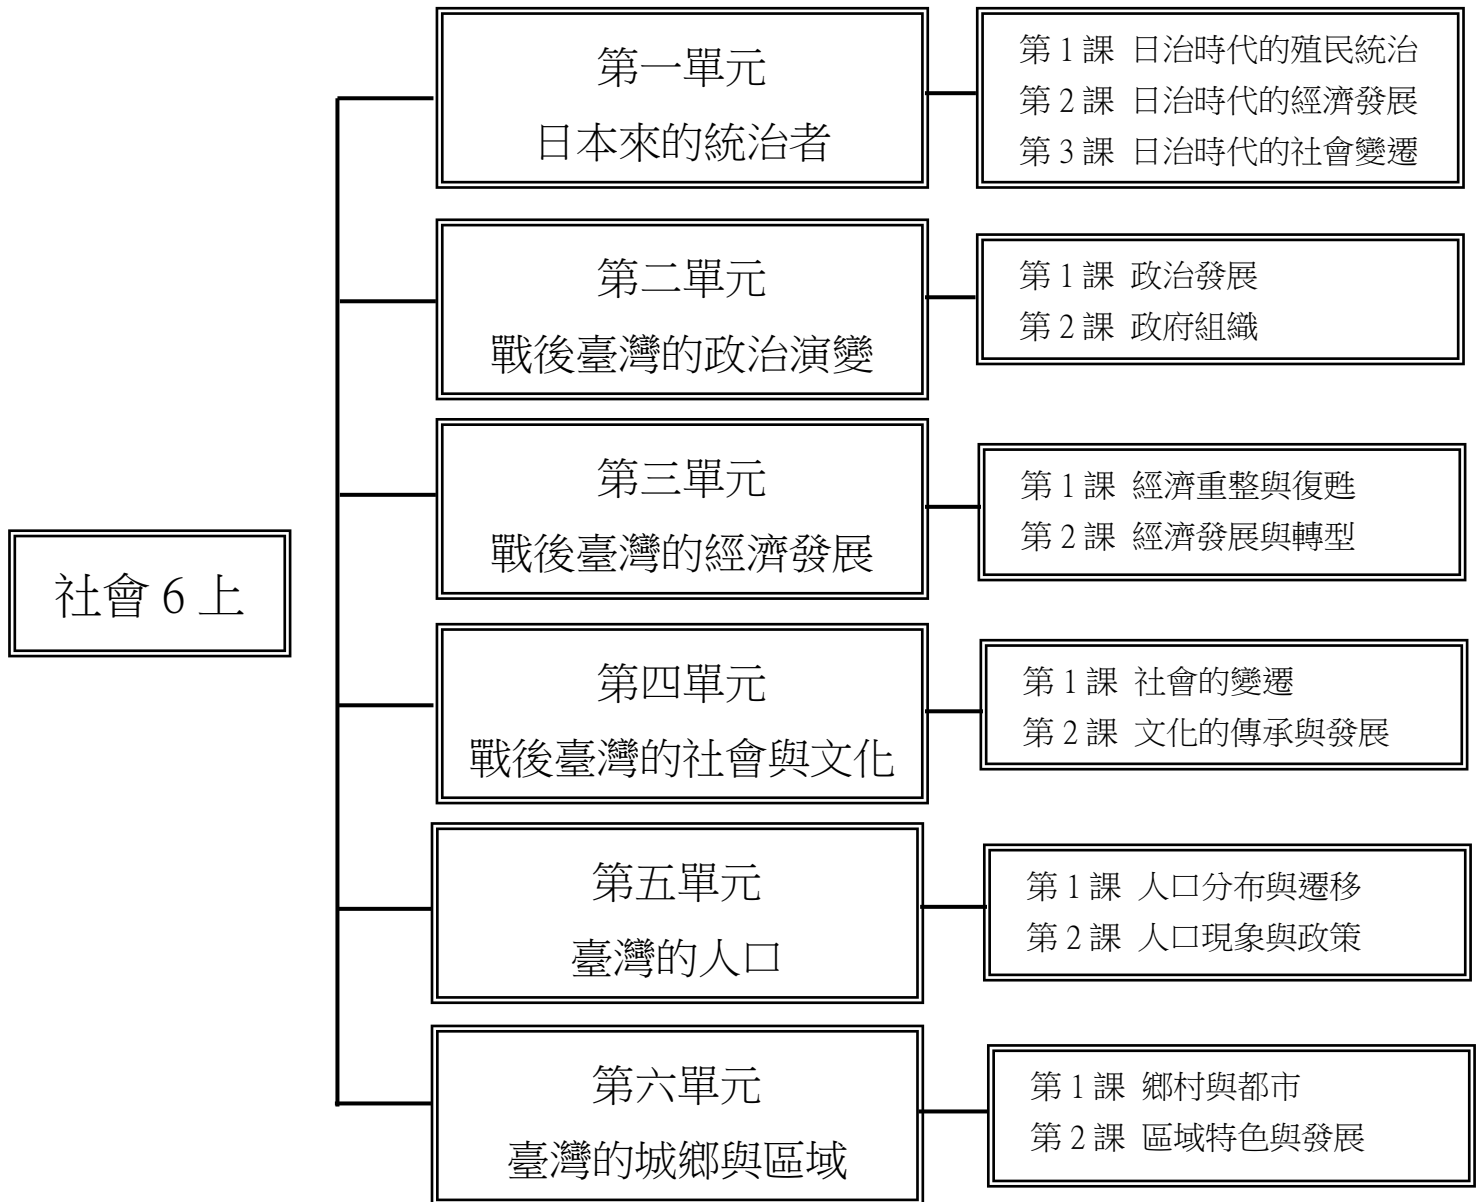 社會 6 上
第一單元
日本來的統治者
第 1 課 日治時代的殖民統治
第 2 課 日治時代的經濟發展
第 3 課 日治時代的社會變遷
第二單元
戰後臺灣的政治演變
第 1 課 政治發展
第 2 課 政府組織
第三單元
戰後臺灣的經濟發展
第 1 課 經濟重整與復甦
第 2 課 經濟發展與轉型
第四單元
戰後臺灣的社會與文化
第 1 課 社會的變遷
第 2 課 文化的傳承與發展
第五單元
臺灣的人口
第 1 課 人口分布與遷移
第 2 課 人口現象與政策
第六單元
臺灣的城鄉與區域
第 1 課 鄉村與都市
第 2 課 區域特色與發展